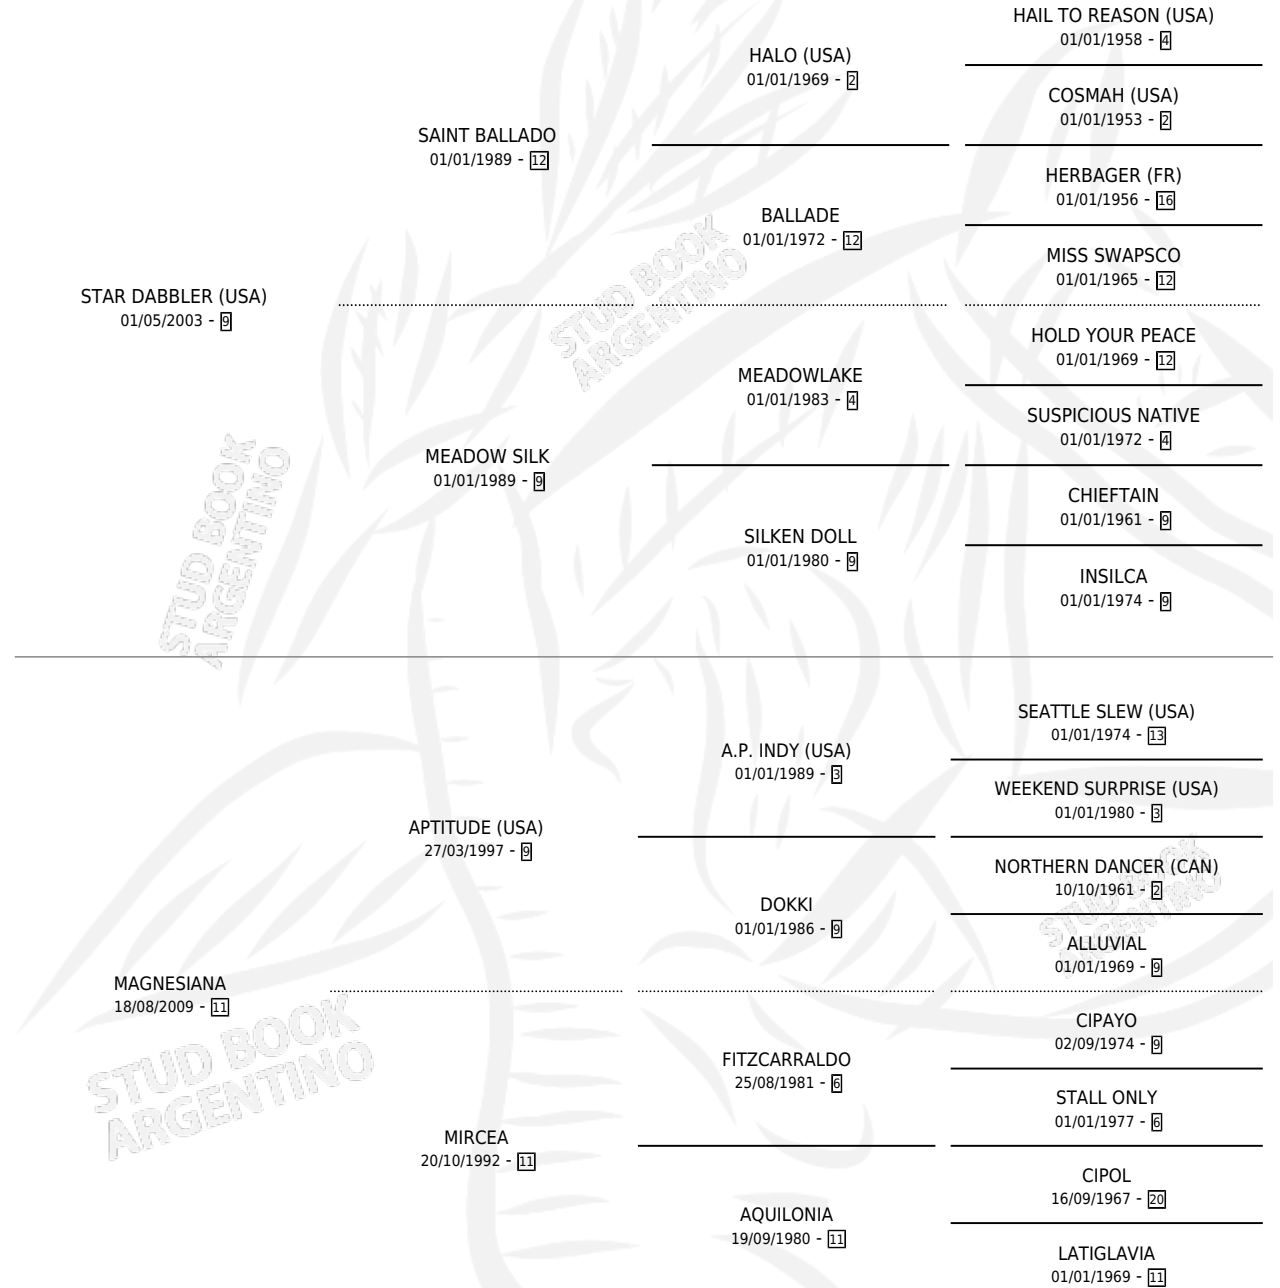 HAIL TO REASON (USA)
01/01/1958 - 4
HALO (USA)
01/01/1969 - 2
COSMAH (USA)
01/01/1953 - 2
SAINT BALLADO
01/01/1989 - 12
HERBAGER (FR)
01/01/1956 - 16
BALLADE
01/01/1972 - 12
MISS SWAPSCO
01/01/1965 - 12
STAR DABBLER (USA)
01/05/2003 - 9
HOLD YOUR PEACE
01/01/1969 - 12
MEADOWLAKE
01/01/1983 - 4
SUSPICIOUS NATIVE
01/01/1972 - 4
MEADOW SILK
01/01/1989 - 9
CHIEFTAIN
01/01/1961 - 9
SILKEN DOLL
01/01/1980 - 9
INSILCA
01/01/1974 - 9
STUD BOOK
ARGENTINO
STUD BOOK
ARGENTINO
SEATTLE SLEW (USA)
01/01/1974 - 13
A.P. INDY (USA)
01/01/1989 - 3
WEEKEND SURPRISE (USA)
01/01/1980 - 3
APTITUDE (USA)
27/03/1997 - 9
NORTHERN DANCER (CAN)
10/10/1961 - 2
DOKKI
01/01/1986 - 9
ALLUVIAL
01/01/1969 - 9
MAGNESIANA
18/08/2009 - 11
CIPAYO
02/09/1974 - 9
FITZCARRALDO
25/08/1981 - 6
STALL ONLY
01/01/1977 - 6
MIRCEA
20/10/1992 - 11
CIPOL
16/09/1967 - 20
AQUILONIA
19/09/1980 - 11
LATIGLAVIA
01/01/1969 - 11
STUD BOOK
ARGENTINO
STUD BOOK
ARGENTINO